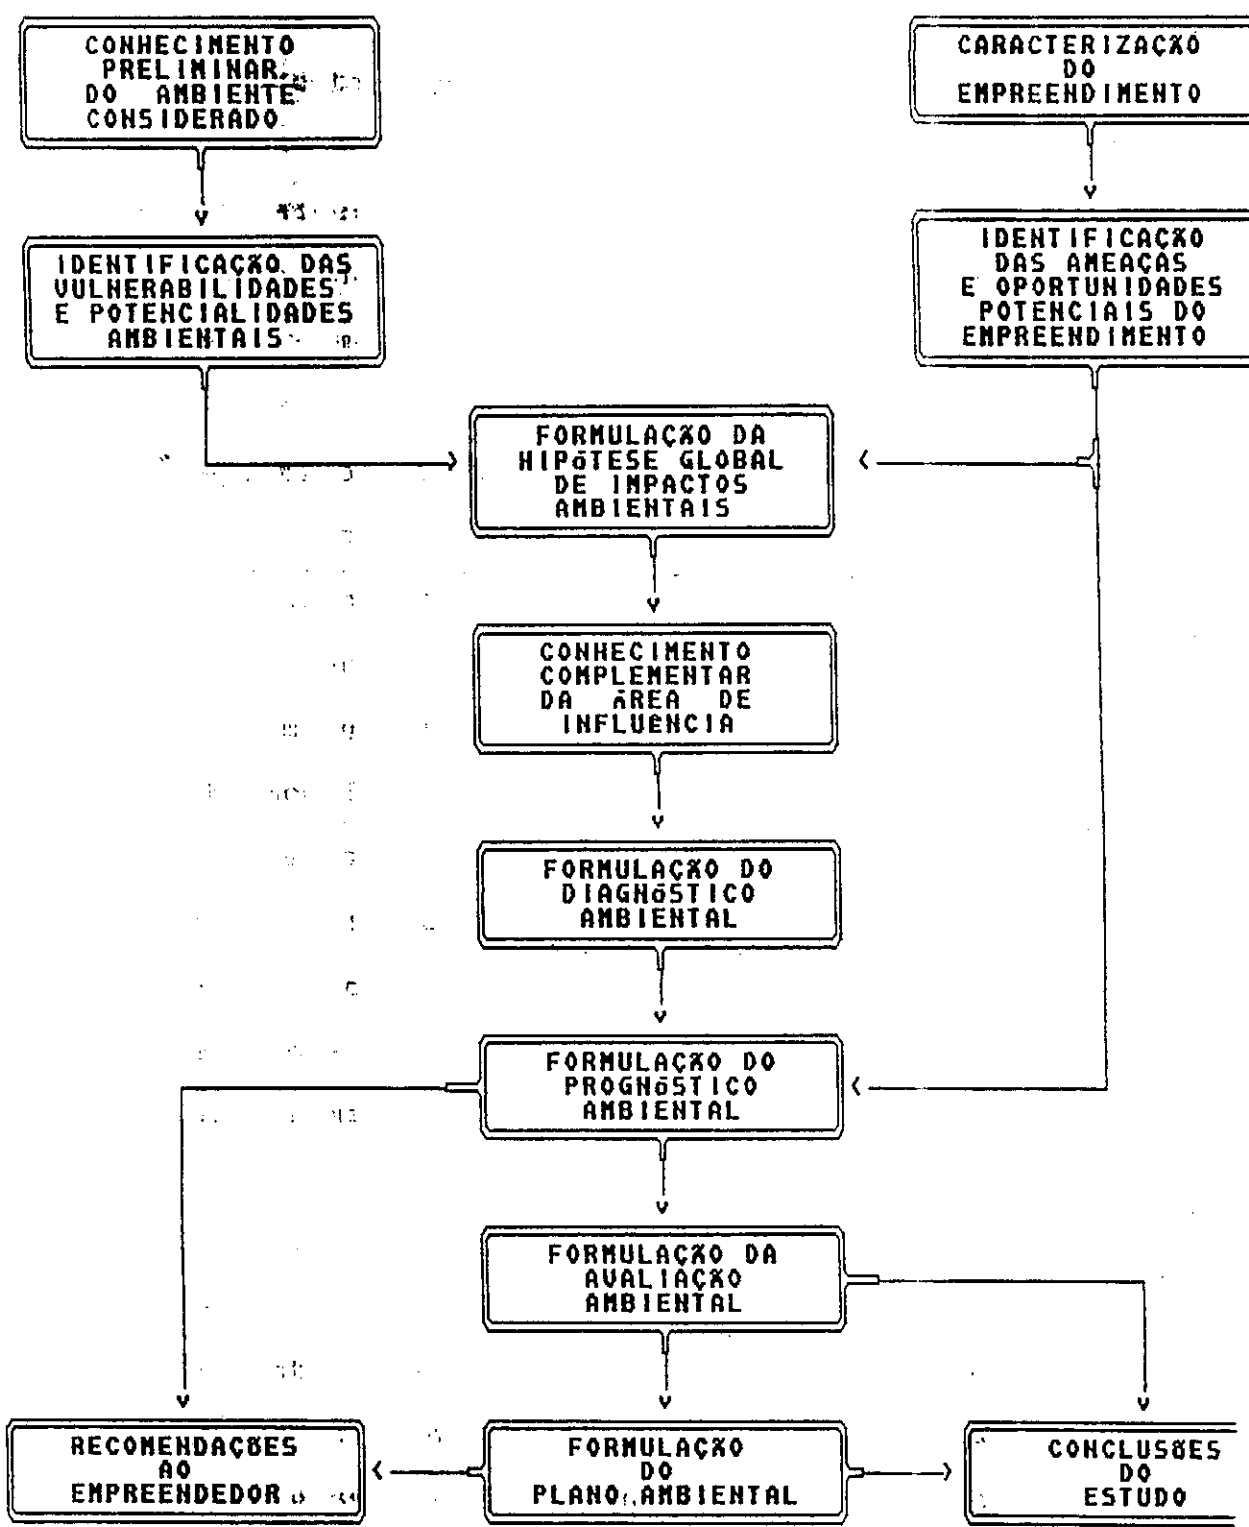 CONHECIMENTO
PRELIMINAR
DO AMBIENTE
CONSIDERADO
CARACTERIZAÇÃO
DO
EMPREENDIMENTO
IDENTIFICAÇÃO DAS
VULNERABILIDADES
E POTENCIALIDADES
AMBIENTAIS
IDENTIFICAÇÃO
DAS AMEAÇAS
E OPORTUNIDADES
POTENCIAIS DO
EMPREENDIMENTO
FORMULAÇÃO DA
HIPÓTESE GLOBAL
DE IMPACTOS
AMBIENTAIS
CONHECIMENTO
COMPLEMENTAR
DA ÁREA DE
INFLUÊNCIA
FORMULAÇÃO DO
DIAGNÓSTICO
AMBIENTAL
FORMULAÇÃO DO
PROGNÓSTICO
AMBIENTAL
FORMULAÇÃO DA
AVALIAÇÃO
AMBIENTAL
RECOMENDAÇÕES
AO
EMPREENDEDOR
FORMULAÇÃO
DO
PLANO AMBIENTAL
CONCLUSÕES
DO
ESTUDO